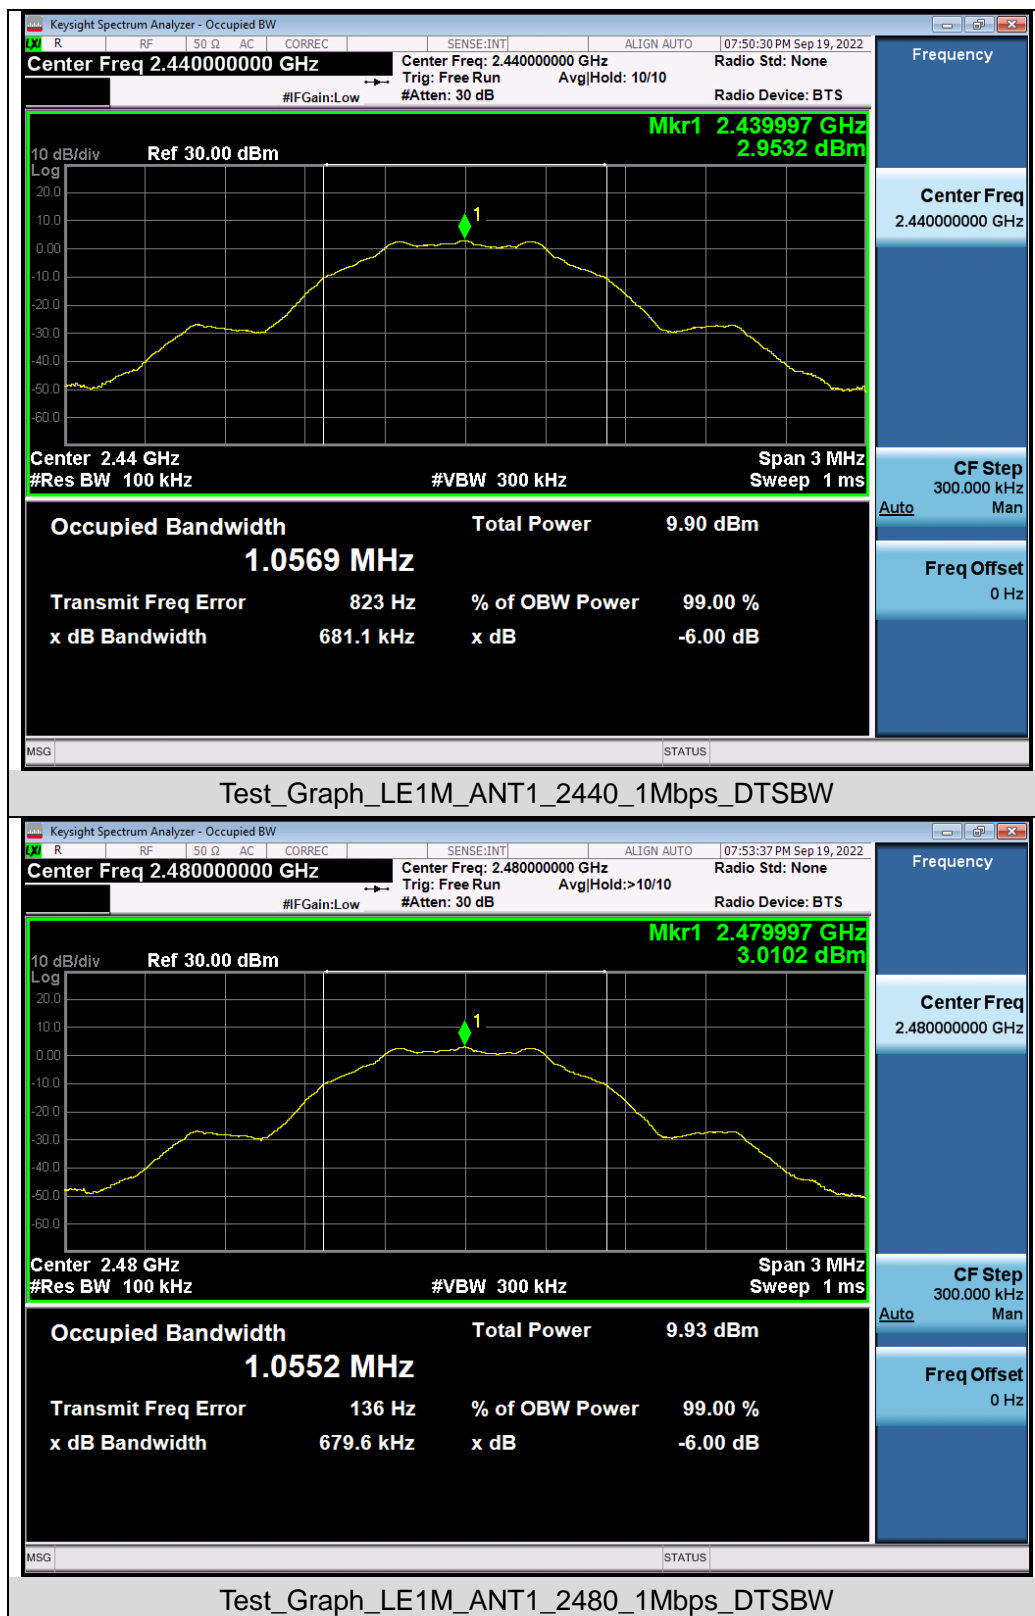 Keysight Spectrum Analyzer - Occupied BW
LXI R RF 50 Ω AC CORREC SENSE:INT ALIGN AUTO 07:50:30 PM Sep 19, 2022
Center Freq 2.440000000 GHz
Center Freq: 2.440000000 GHz Radio Std: None
Trig: Free Run Avg|Hold: 10/10
#IFGain:Low #Atten: 30 dB Radio Device: BTS
Frequency
Mkr1 2.439997 GHz
10 dB/div Ref 30.00 dBm 2.9532 dBm
Log
20.0
10.0
0.00
-10.0
-20.0
-30.0
-40.0
-50.0
-60.0
1
Center 2.44 GHz Span 3 MHz
#Res BW 100 kHz #VBW 300 kHz Sweep 1 ms
Center Freq
2.440000000 GHz
CF Step
300.000 kHz
Auto Man
Freq Offset
0 Hz
Occupied Bandwidth Total Power 9.90 dBm
1.0569 MHz
Transmit Freq Error 823 Hz % of OBW Power 99.00 %
x dB Bandwidth 681.1 kHz x dB -6.00 dB
MSG STATUS
Test_Graph_LE1M_ANT1_2440_1Mbps_DTSBW
Keysight Spectrum Analyzer - Occupied BW
LXI R RF 50 Ω AC CORREC SENSE:INT ALIGN AUTO 07:53:37 PM Sep 19, 2022
Center Freq 2.480000000 GHz
Center Freq: 2.480000000 GHz Radio Std: None
Trig: Free Run Avg|Hold:>10/10
#IFGain:Low #Atten: 30 dB Radio Device: BTS
Frequency
Mkr1 2.479997 GHz
10 dB/div Ref 30.00 dBm 3.0102 dBm
Log
20.0
10.0
0.00
-10.0
-20.0
-30.0
-40.0
-50.0
-60.0
1
Center 2.48 GHz Span 3 MHz
#Res BW 100 kHz #VBW 300 kHz Sweep 1 ms
Center Freq
2.480000000 GHz
CF Step
300.000 kHz
Auto Man
Freq Offset
0 Hz
Occupied Bandwidth Total Power 9.93 dBm
1.0552 MHz
Transmit Freq Error 136 Hz % of OBW Power 99.00 %
x dB Bandwidth 679.6 kHz x dB -6.00 dB
MSG STATUS
Test_Graph_LE1M_ANT1_2480_1Mbps_DTSBW